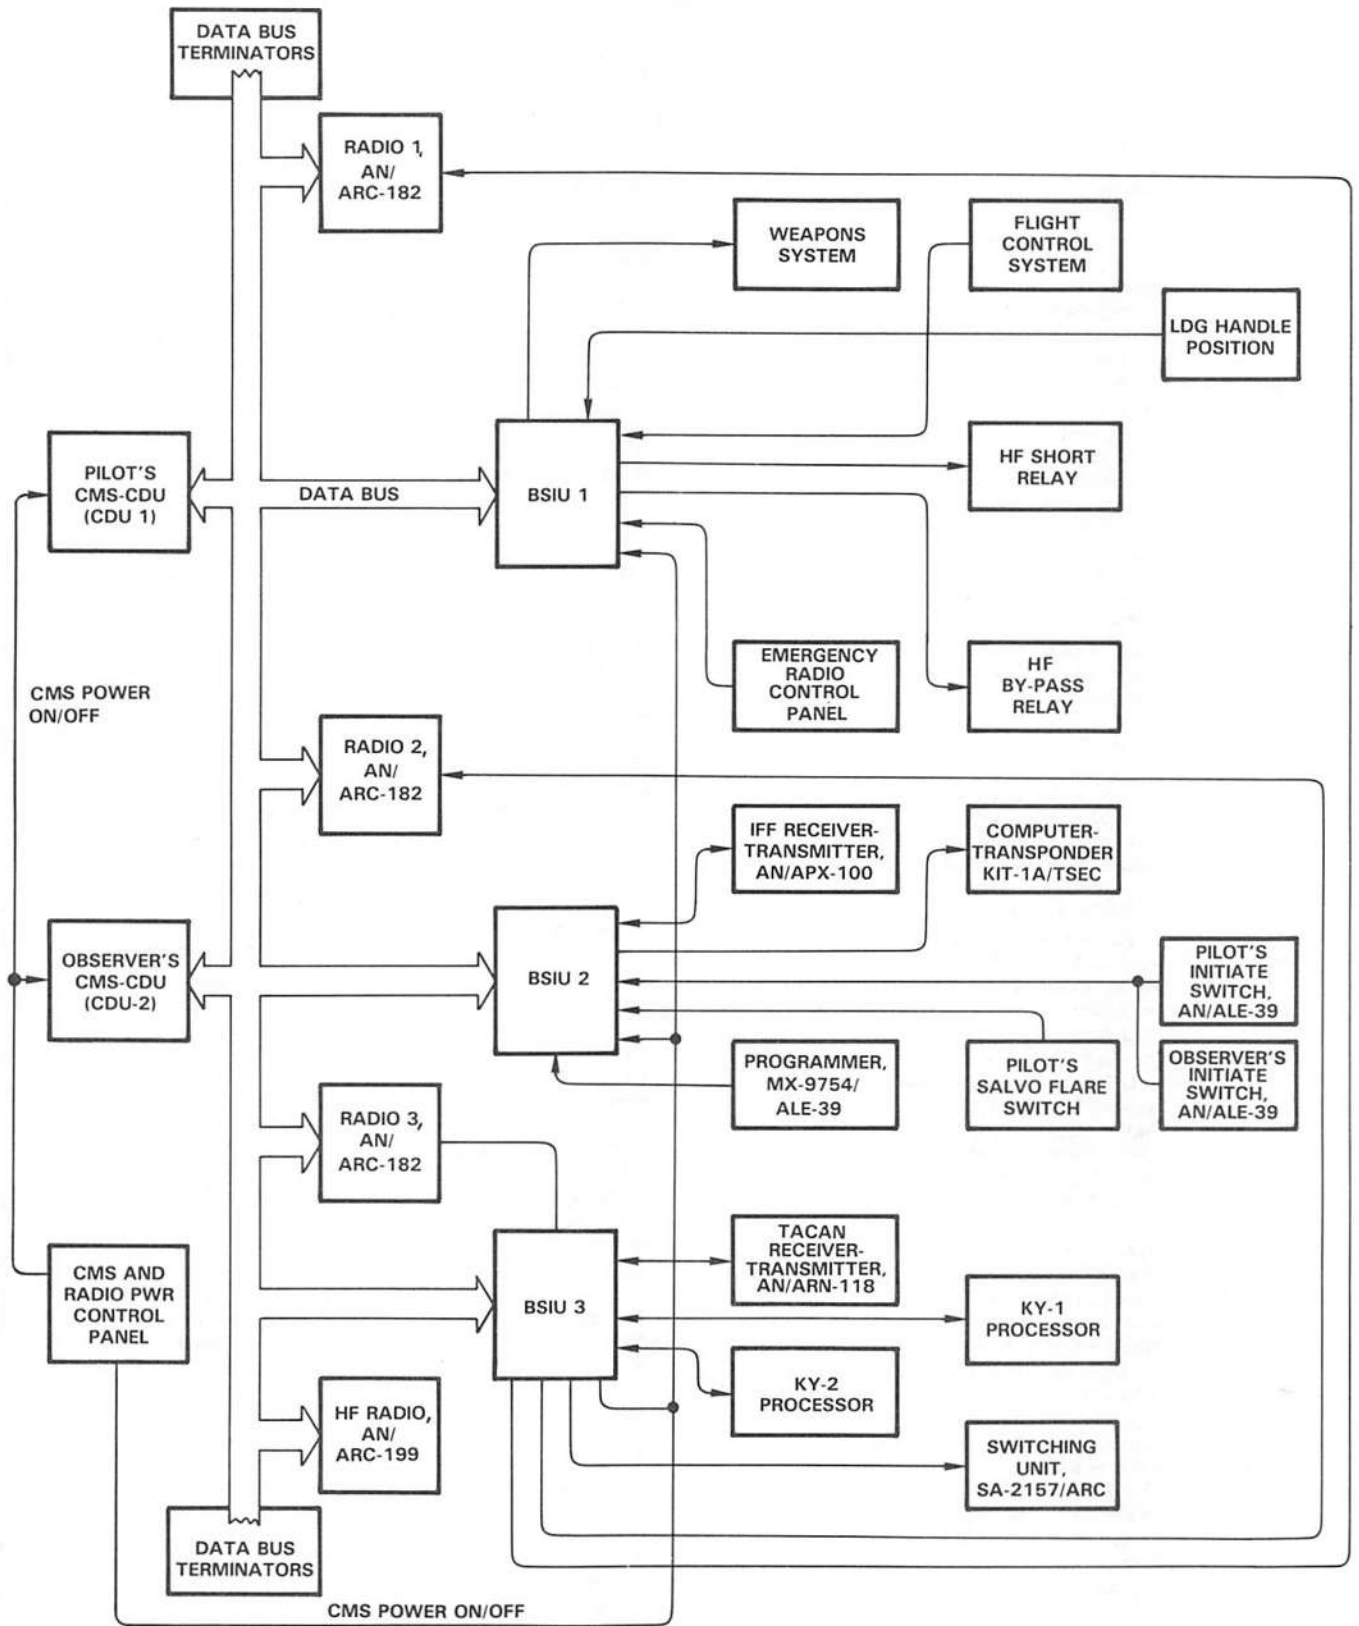 DATA BUS
TERMINATORS
RADIO 1,
AN/
ARC-182
WEAPONS
SYSTEM
FLIGHT
CONTROL
SYSTEM
LDG HANDLE
POSITION
PILOT'S
CMS-CDU
(CDU 1)
DATA BUS
BSIU 1
HF SHORT
RELAY
EMERGENCY
RADIO
CONTROL
PANEL
HF
BY-PASS
RELAY
CMS POWER
ON/OFF
RADIO 2,
AN/
ARC-182
IFF RECEIVER-
TRANSMITTER,
AN/APX-100
COMPUTER-
TRANSPONDER
KIT-1A/TSEC
OBSERVER'S
CMS-CDU
(CDU-2)
BSIU 2
PILOT'S
INITIATE
SWITCH,
AN/ALE-39
PROGRAMMER,
MX-9754/
ALE-39
PILOT'S
SALVO FLARE
SWITCH
OBSERVER'S
INITIATE
SWITCH,
AN/ALE-39
RADIO 3,
AN/
ARC-182
CMS AND
RADIO PWR
CONTROL
PANEL
BSIU 3
TACAN
RECEIVER-
TRANSMITTER,
AN/ARN-118
KY-1
PROCESSOR
KY-2
PROCESSOR
HF RADIO,
AN/
ARC-199
SWITCHING
UNIT,
SA-2157/ARC
DATA BUS
TERMINATORS
CMS POWER ON/OFF